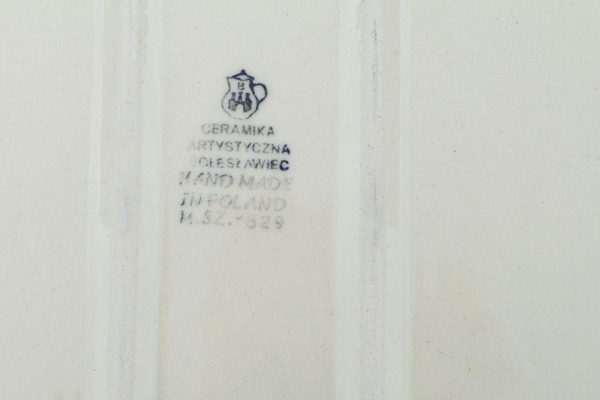 B
CERAMIKA
ARTYSTYCZNA
BOLESŁAWIEC
HAND MADE
IN POLAND
M.SZ.-829